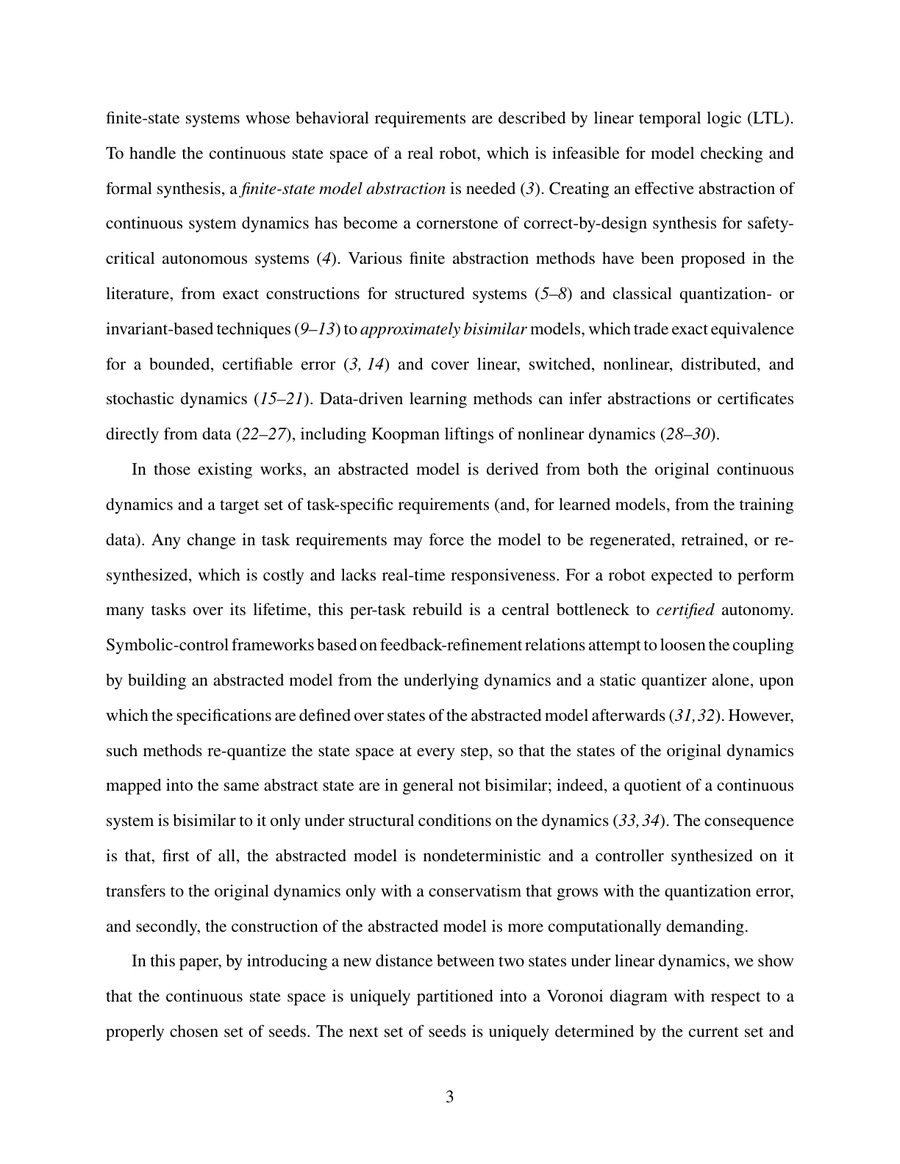 finite-state systems whose behavioral requirements are described by linear temporal logic (LTL).
To handle the continuous state space of a real robot, which is infeasible for model checking and
formal synthesis, a finite-state model abstraction is needed (3). Creating an effective abstraction of
continuous system dynamics has become a cornerstone of correct-by-design synthesis for safety-
critical autonomous systems (4). Various finite abstraction methods have been proposed in the
literature, from exact constructions for structured systems (5–8) and classical quantization- or
invariant-based techniques (9–13) to approximately bisimilar models, which trade exact equivalence
for a bounded, certifiable error (3, 14) and cover linear, switched, nonlinear, distributed, and
stochastic dynamics (15–21). Data-driven learning methods can infer abstractions or certificates
directly from data (22–27), including Koopman liftings of nonlinear dynamics (28–30).
In those existing works, an abstracted model is derived from both the original continuous
dynamics and a target set of task-specific requirements (and, for learned models, from the training
data). Any change in task requirements may force the model to be regenerated, retrained, or re-
synthesized, which is costly and lacks real-time responsiveness. For a robot expected to perform
many tasks over its lifetime, this per-task rebuild is a central bottleneck to certified autonomy.
Symbolic-control frameworks based on feedback-refinement relations attempt to loosen the coupling
by building an abstracted model from the underlying dynamics and a static quantizer alone, upon
which the specifications are defined over states of the abstracted model afterwards (31, 32). However,
such methods re-quantize the state space at every step, so that the states of the original dynamics
mapped into the same abstract state are in general not bisimilar; indeed, a quotient of a continuous
system is bisimilar to it only under structural conditions on the dynamics (33, 34). The consequence
is that, first of all, the abstracted model is nondeterministic and a controller synthesized on it
transfers to the original dynamics only with a conservatism that grows with the quantization error,
and secondly, the construction of the abstracted model is more computationally demanding.
In this paper, by introducing a new distance between two states under linear dynamics, we show
that the continuous state space is uniquely partitioned into a Voronoi diagram with respect to a
properly chosen set of seeds. The next set of seeds is uniquely determined by the current set and
3